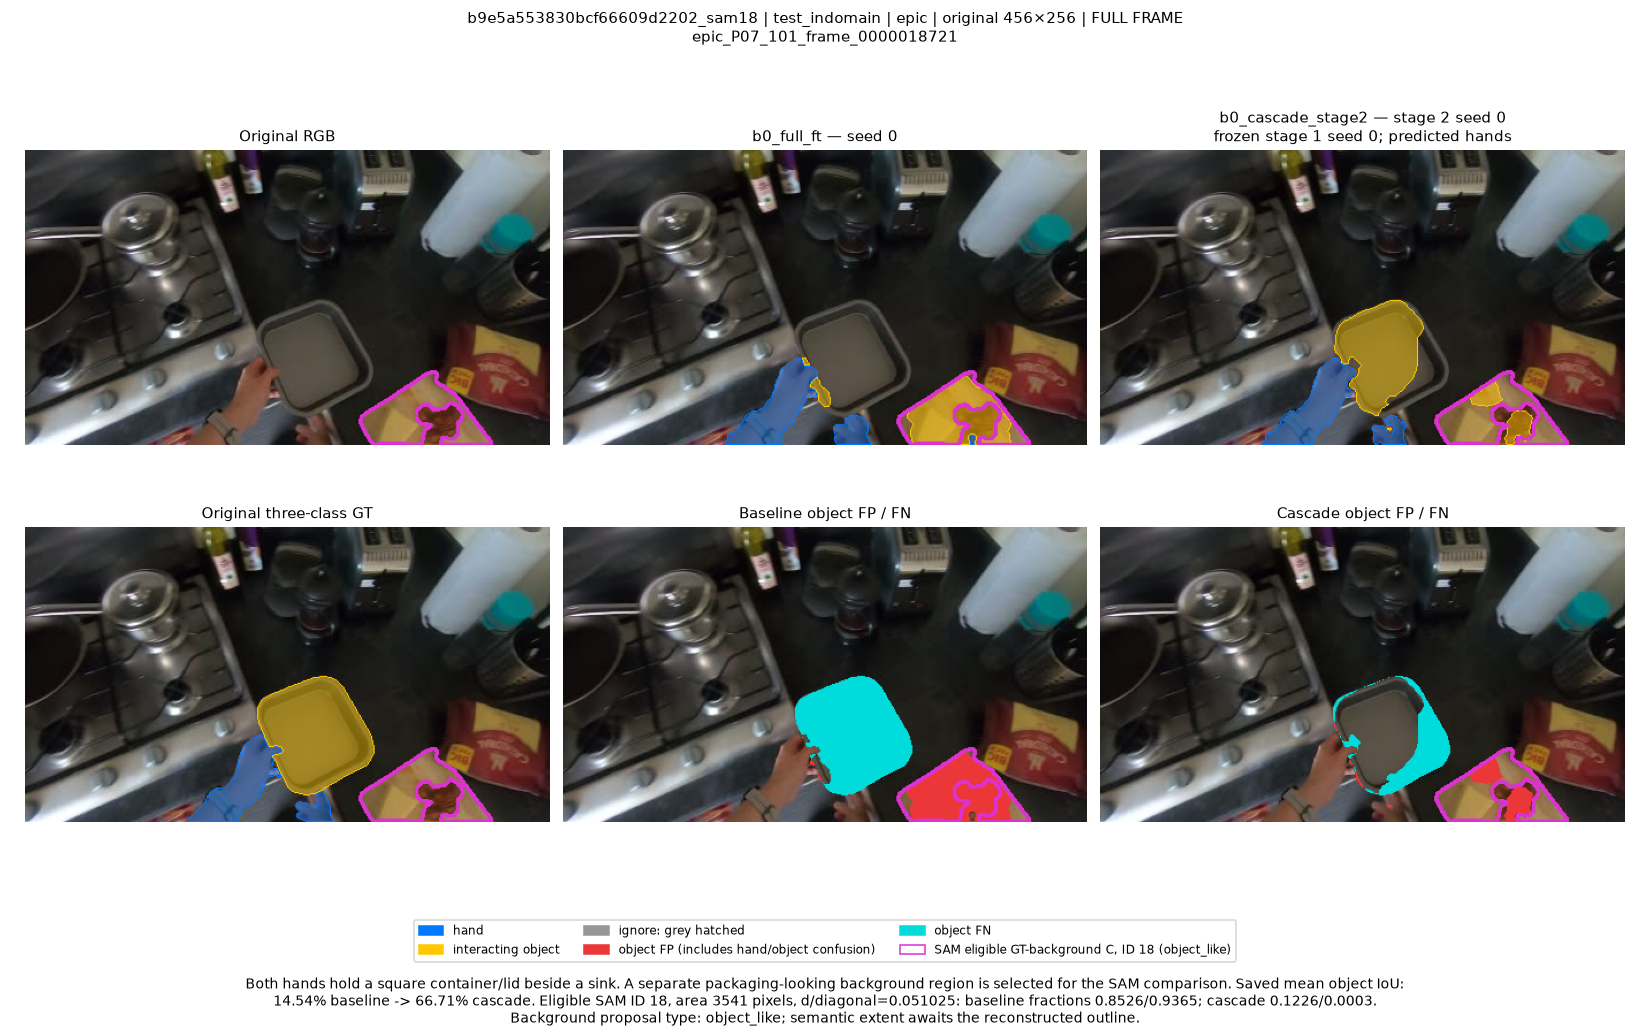 b9e5a553830bcf66609d2202_sam18 | test_indomain | epic | original 456×256 | FULL FRAME
epic_P07_101_frame_0000018721
Original RGB
b0_full_ft — seed 0
b0_cascade_stage2 — stage 2 seed 0
frozen stage 1 seed 0; predicted hands
Original three-class GT
Baseline object FP / FN
Cascade object FP / FN
hand
interacting object
ignore: grey hatched
object FP (includes hand/object confusion)
object FN
SAM eligible GT-background C, ID 18 (object_like)
Both hands hold a square container/lid beside a sink. A separate packaging-looking background region is selected for the SAM comparison. Saved mean object IoU:
14.54% baseline -> 66.71% cascade. Eligible SAM ID 18, area 3541 pixels, d/diagonal=0.051025: baseline fractions 0.8526/0.9365; cascade 0.1226/0.0003.
Background proposal type: object_like; semantic extent awaits the reconstructed outline.